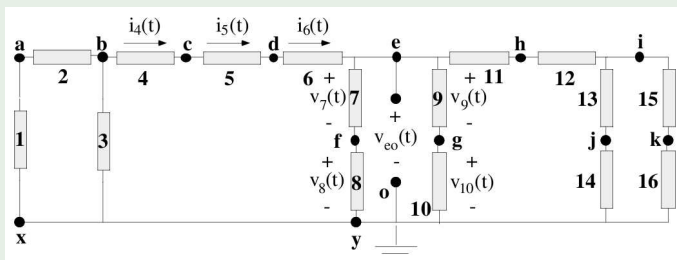 i4(t) i5(t) i6(t)
a b c d e h i
2 4 5 6 + 11 12
7 9 + 13 15
v7(t) v9(t)
- + -
1 3 f veo(t) g j k
+ - +
v8(t) 8 o v10(t) 14 16
- 10 -
x y